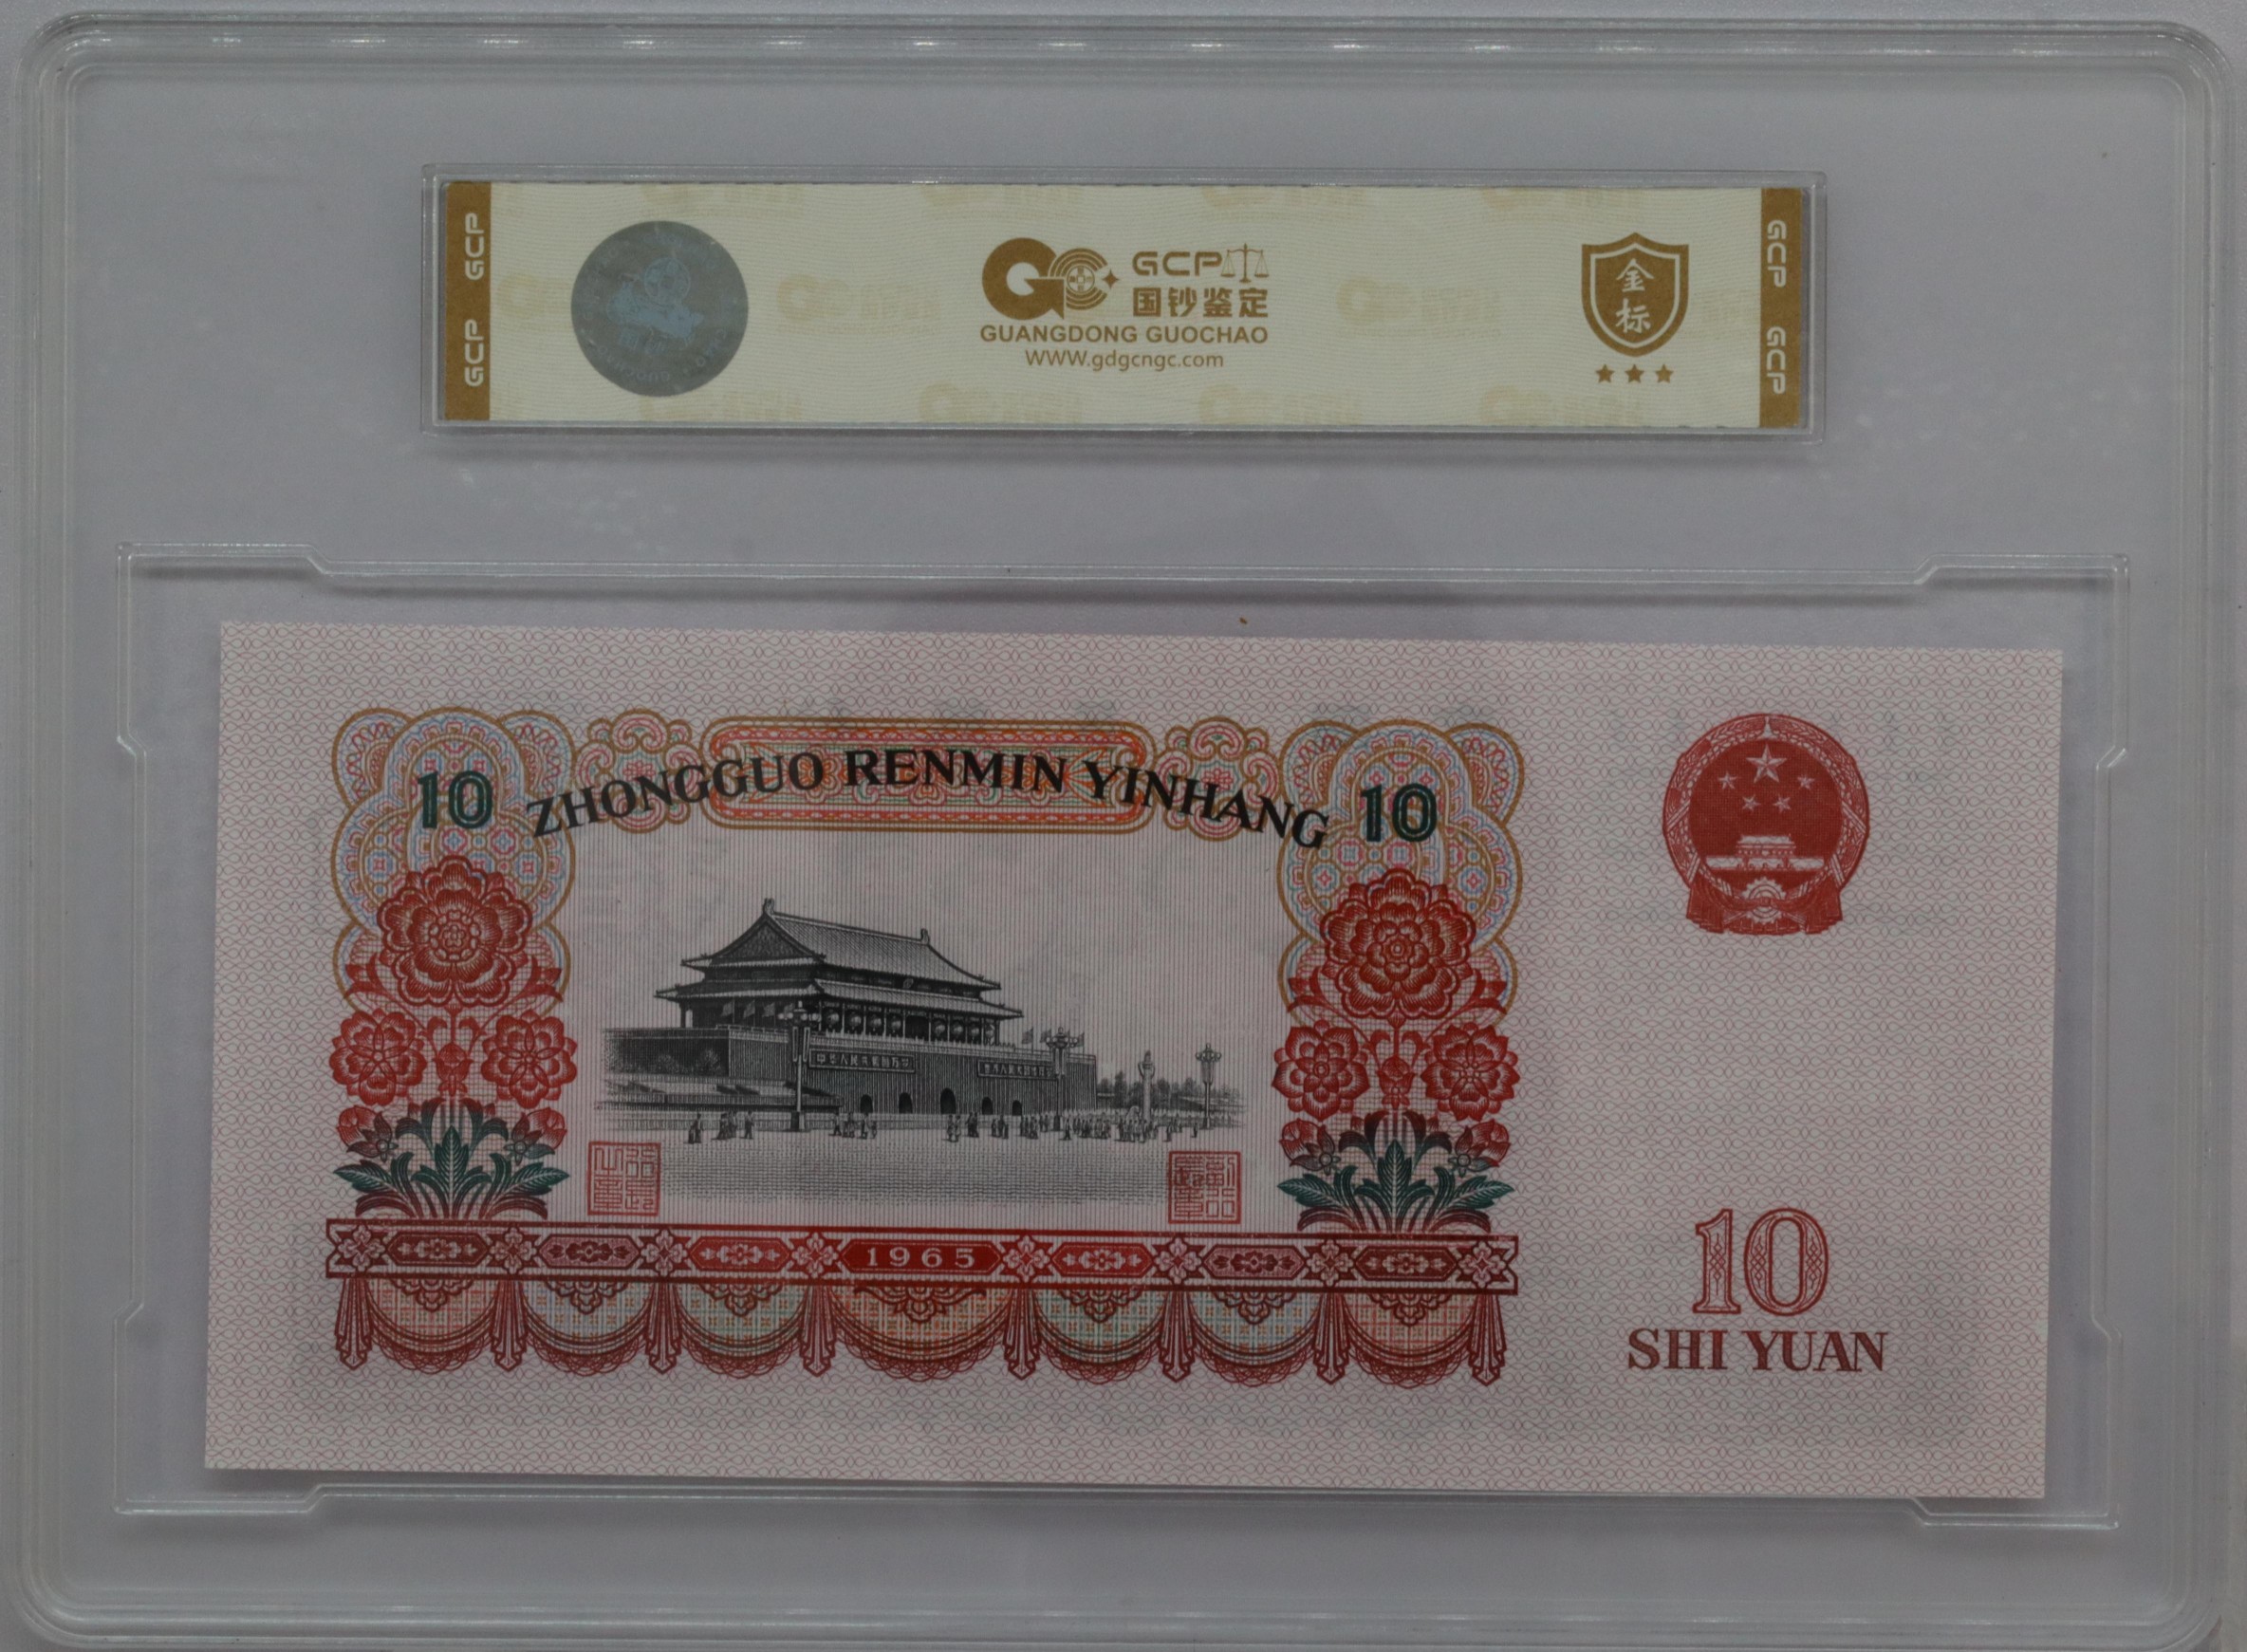 GCP GCP
GCP
国钞鉴定
GUANGDONG GUOCHAO
WWW.gdgcngc.com
金标
GCP GCP
ZHONGGUO RENMIN YINHANG
10
10
1965
10
SHI YUAN